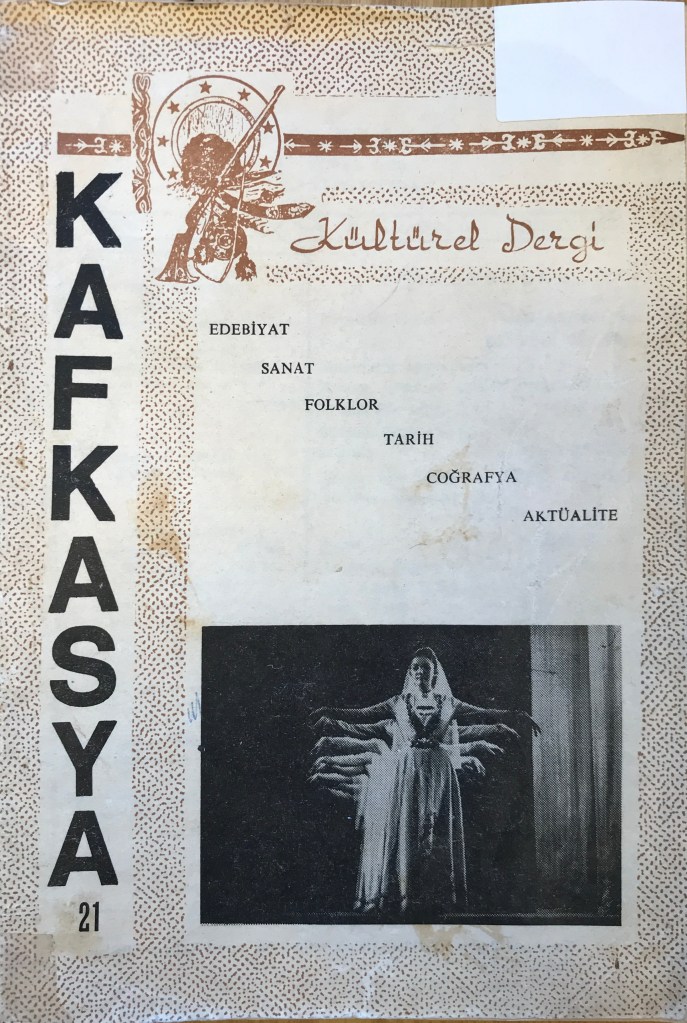 KAFKASYA
21
Kültürel Dergi
EDEBİYAT
SANAT
FOLKLOR
TARİH
COĞRAFYA
AKTÜALİTE